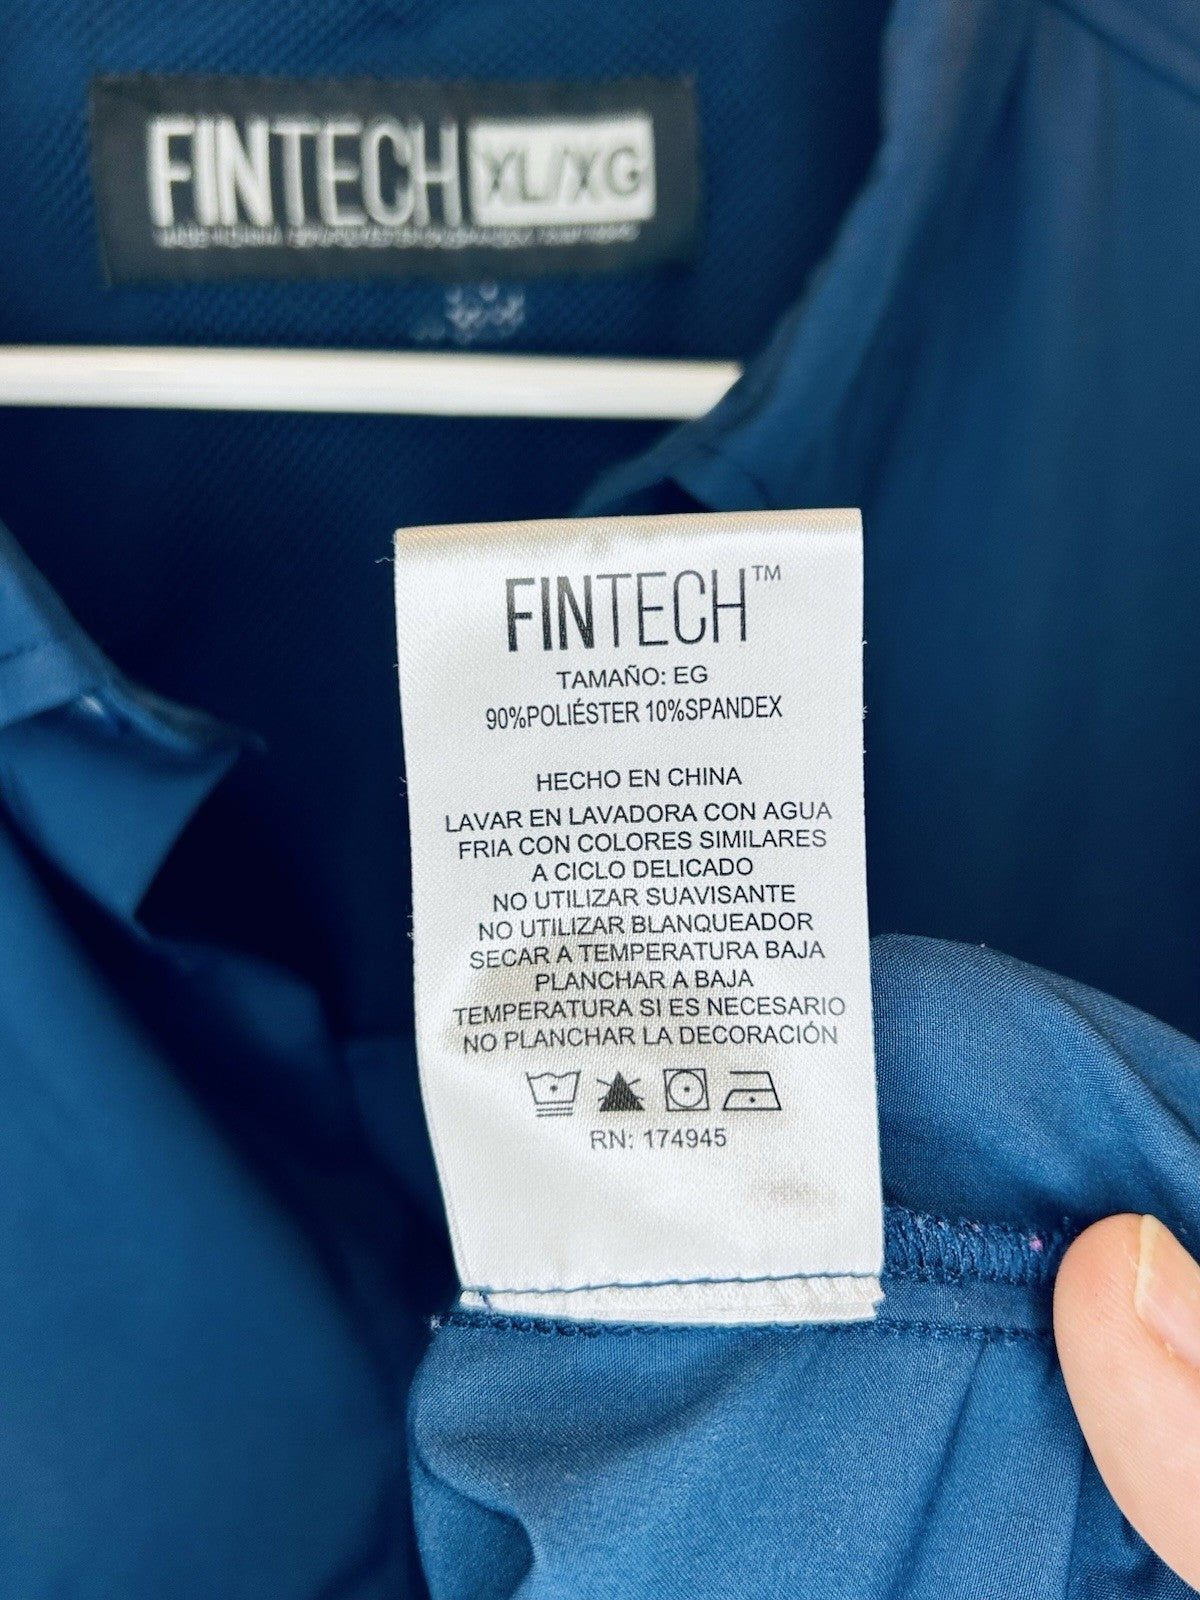 FINTECH XL/XG
FINTECH™
TAMAÑO: EG
90%POLIÉSTER 10%SPANDEX
HECHO EN CHINA
LAVAR EN LAVADORA CON AGUA
FRIA CON COLORES SIMILARES
A CICLO DELICADO
NO UTILIZAR SUAVISANTE
NO UTILIZAR BLANQUEADOR
SECAR A TEMPERATURA BAJA
PLANCHAR A BAJA
TEMPERATURA SI ES NECESARIO
NO PLANCHAR LA DECORACIÓN
RN: 174945